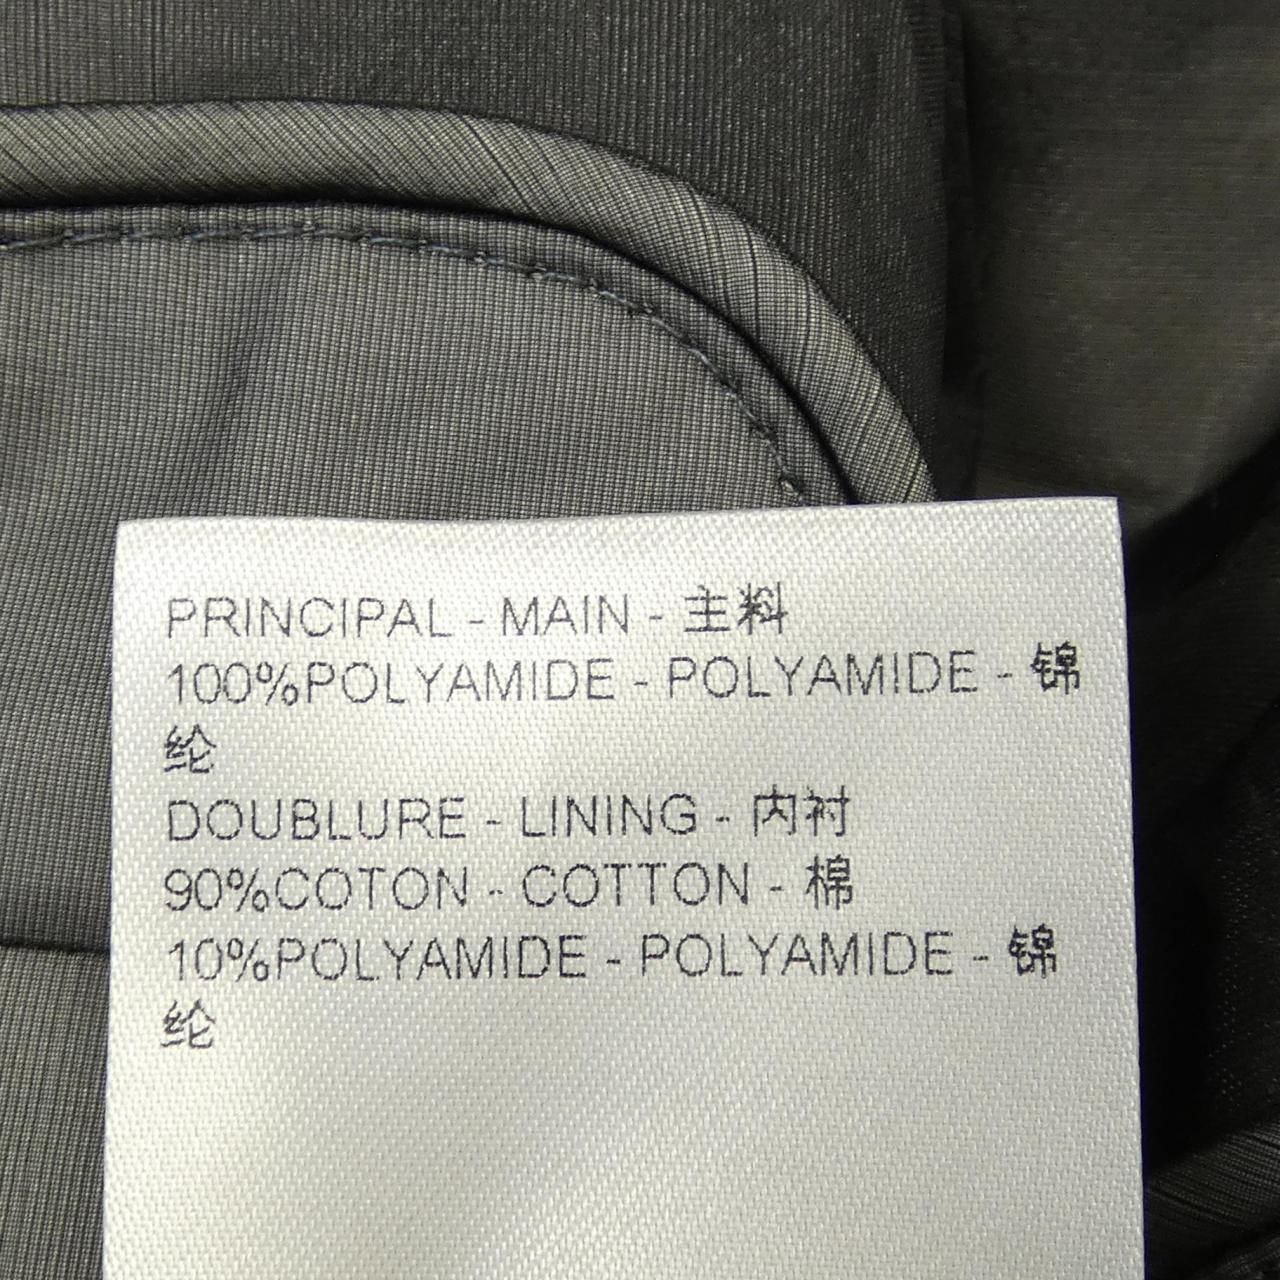 PRINCIPAL - MAIN - 主料
100%POLYAMIDE - POLYAMIDE - 锦
纶
DOUBLURE - LINING - 内衬
90%COTON - COTTON - 棉
10%POLYAMIDE - POLYAMIDE - 锦
纶